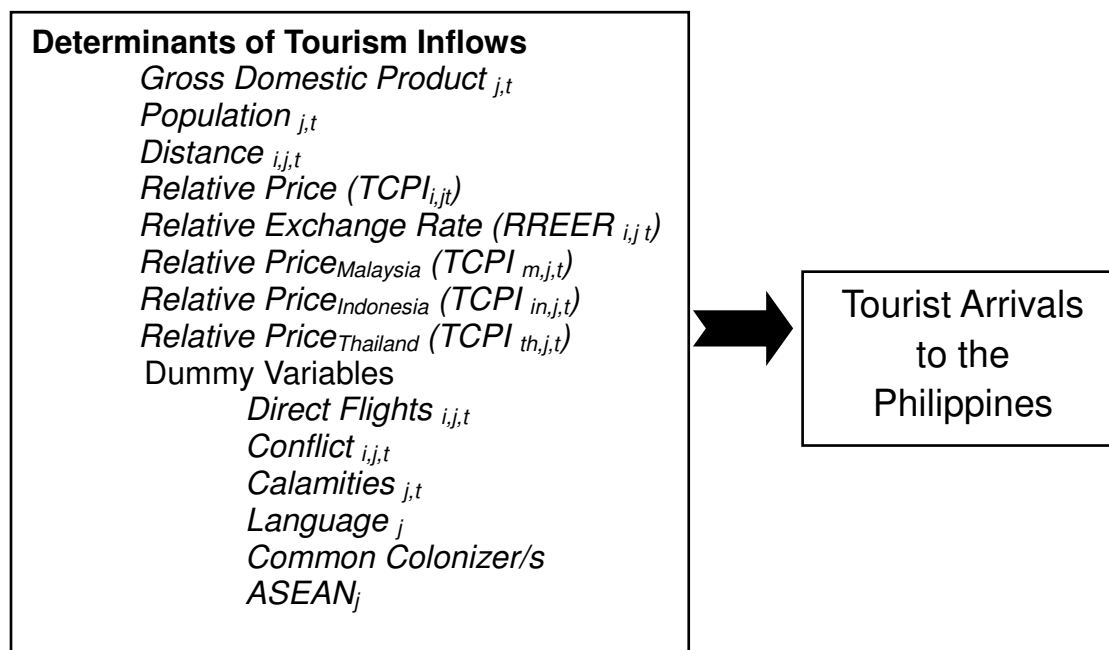 Determinants of Tourism Inflows
Gross Domestic Product j,t
Population j,t
Distance i,j,t
Relative Price (TCPIi,jt)
Relative Exchange Rate (RREER i,j t)
Relative PriceMalaysia (TCPI m,j,t)
Relative PriceIndonesia (TCPI in,j,t)
Relative PriceThailand (TCPI th,j,t)
Dummy Variables
Direct Flights i,j,t
Conflict i,j,t
Calamities j,t
Language j
Common Colonizer/s
ASEANj
Tourist Arrivals
to the
Philippines